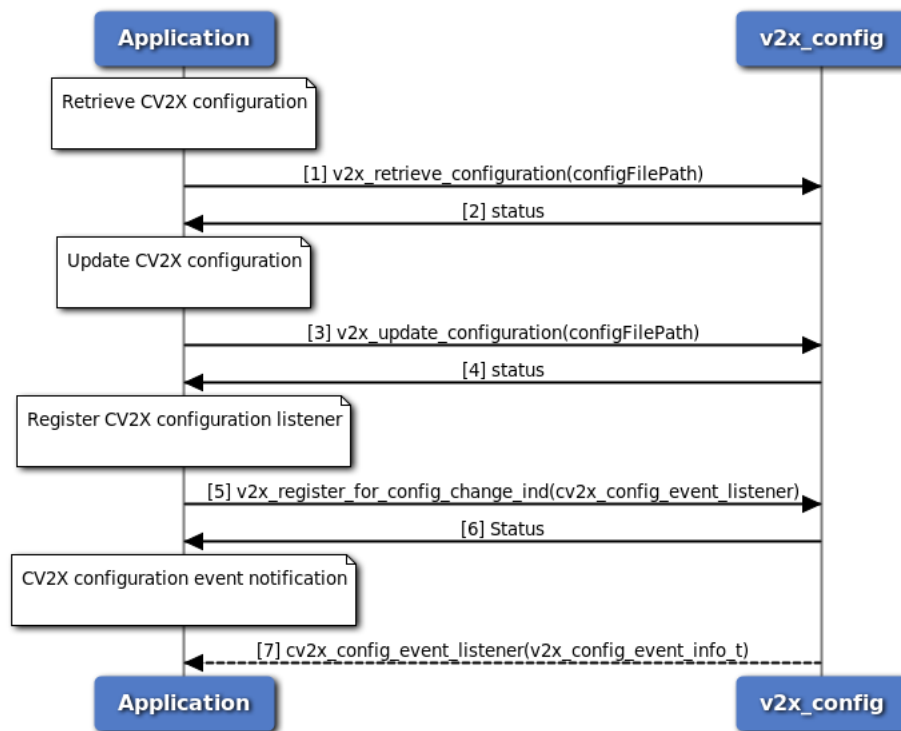 Application
v2x_config
Retrieve CV2X configuration
[1] v2x_retrieve_configuration(configFilePath)
[2] status
Update CV2X configuration
[3] v2x_update_configuration(configFilePath)
[4] status
Register CV2X configuration listener
[5] v2x_register_for_config_change_ind(cv2x_config_event_listener)
[6] Status
CV2X configuration event notification
[7] cv2x_config_event_listener(v2x_config_event_info_t)
Application
v2x_config